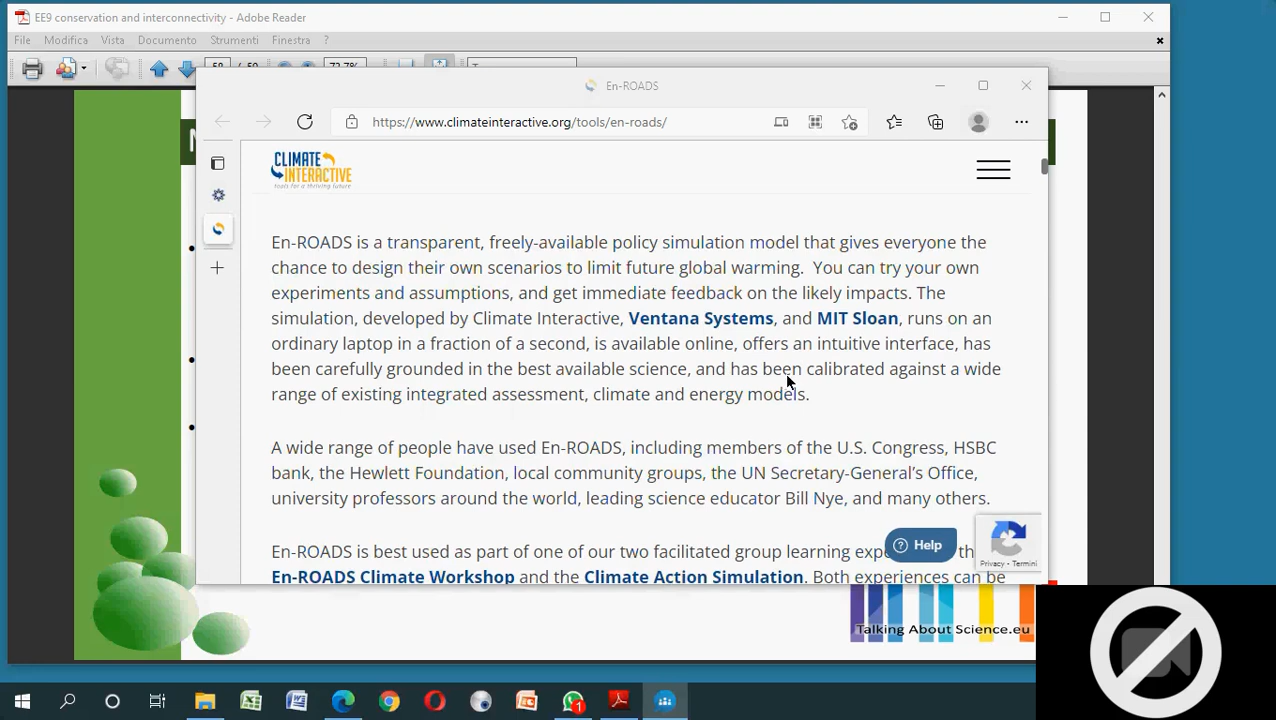 EE9 conservation and interconnectivity - Adobe Reader
File Modifica Vista Documento Strumenti Finestra ?
En-ROADS
https://www.climateinteractive.org/tools/en-roads/
CLIMATE
INTERACTIVE
tools for a thriving future
En-ROADS is a transparent, freely-available policy simulation model that gives everyone the
chance to design their own scenarios to limit future global warming. You can try your own
experiments and assumptions, and get immediate feedback on the likely impacts. The
simulation, developed by Climate Interactive, Ventana Systems, and MIT Sloan, runs on an
ordinary laptop in a fraction of a second, is available online, offers an intuitive interface, has
been carefully grounded in the best available science, and has been calibrated against a wide
range of existing integrated assessment, climate and energy models.
A wide range of people have used En-ROADS, including members of the U.S. Congress, HSBC
bank, the Hewlett Foundation, local community groups, the UN Secretary-General's Office,
university professors around the world, leading science educator Bill Nye, and many others.
En-ROADS is best used as part of one of our two facilitated group learning
En-ROADS Climate Workshop and the Climate Action Simulation. Both experiences can be
Help
Privacy - Termini
Talking About Science.eu
1